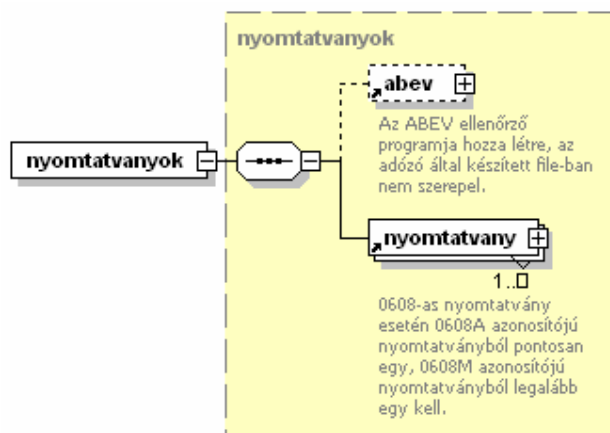 nyomtatvanyok
abev
Az ABEV ellenőrző
programja hozza létre, az
adózó által készített file-ban
nem szerepel.
nyomtatvanyok
nyomtatvany
1..
0608-as nyomtatvány
esetén 0608A azonosítójú
nyomtatványból pontosan
egy, 0608M azonosítójú
nyomtatványból legalább
egy kell.